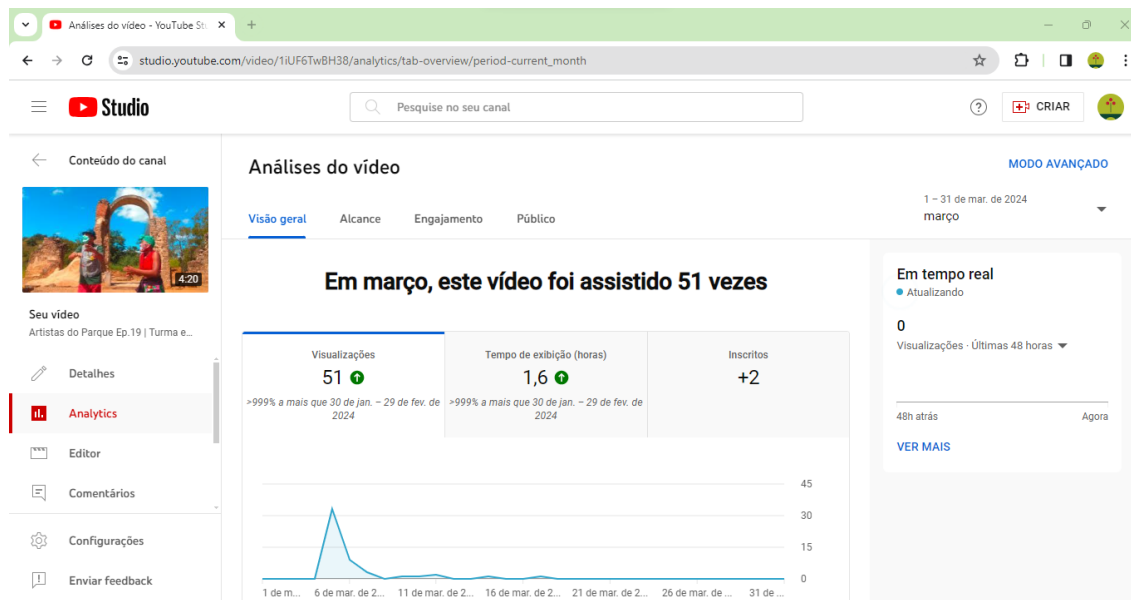 Análises do vídeo - YouTube Stu
studio.youtube.com/video/1iUF6TwBH38/analytics/tab-overview/period-current_month
Studio
Pesquise no seu canal
CRIAR
Conteúdo do canal
4:20
Seu vídeo
Artistas do Parque Ep.19 | Turma e...
Detalhes
Analytics
Editor
Comentários
Configurações
Enviar feedback
Análises do vídeo
MODO AVANÇADO
Visão geral
Alcance
Engajamento
Público
1 – 31 de mar. de 2024
março
Em março, este vídeo foi assistido 51 vezes
Visualizações
51
>999% a mais que 30 de jan. – 29 de fev. de
2024
Tempo de exibição (horas)
1,6
>999% a mais que 30 de jan. – 29 de fev. de
2024
Inscritos
+2
45
30
15
0
1 de m...
6 de mar. de 2...
11 de mar. de 2...
16 de mar. de 2...
21 de mar. de 2...
26 de mar. de ...
31 de ...
Em tempo real
Atualizando
0
Visualizações · Últimas 48 horas
48h atrás
Agora
VER MAIS